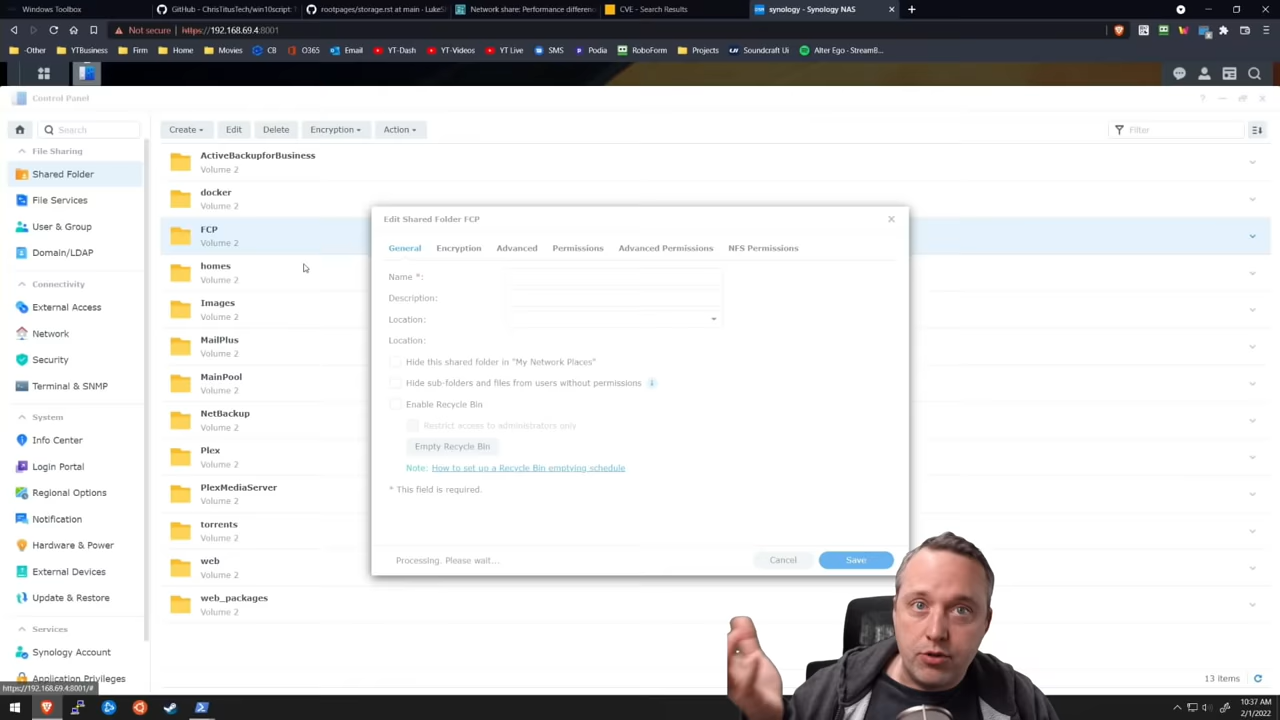 Windows Toolbox
GitHub - ChrisTitusTech/win10script: T
rootpages/storage.rst at main · LukeS
Network share: Performance differen
CVE - Search Results
synology - Synology NAS
Not secure
https://192.168.69.4:8001
-Other
YTBusiness
Firm
Home
Movies
CB
O365
Email
YT-Dash
YT-Videos
YT Live
SMS
Podia
RoboForm
Projects
Soundcraft Ui
Alter Ego - StreamB...
Control Panel
Search
File Sharing
Shared Folder
File Services
User & Group
Domain/LDAP
Connectivity
External Access
Network
Security
Terminal & SNMP
System
Info Center
Login Portal
Regional Options
Notification
Hardware & Power
External Devices
Update & Restore
Services
Synology Account
Application Privileges
https://192.168.69.4:8001/#
Create
Edit
Delete
Encryption
Action
Filter
ActiveBackupforBusiness
Volume 2
docker
Volume 2
FCP
Volume 2
homes
Volume 2
Images
Volume 2
MailPlus
Volume 2
MainPool
Volume 2
NetBackup
Volume 2
Plex
Volume 2
PlexMediaServer
Volume 2
torrents
Volume 2
web
Volume 2
web_packages
Volume 2
Edit Shared Folder FCP
General
Encryption
Advanced
Permissions
Advanced Permissions
NFS Permissions
Name *:
Description:
Location:
Location:
Hide this shared folder in "My Network Places"
Hide sub-folders and files from users without permissions
Enable Recycle Bin
Restrict access to administrators only
Empty Recycle Bin
Note: How to set up a Recycle Bin emptying schedule
* This field is required.
Processing. Please wait...
Cancel
Save
13 items
10:37 AM
2/1/2022